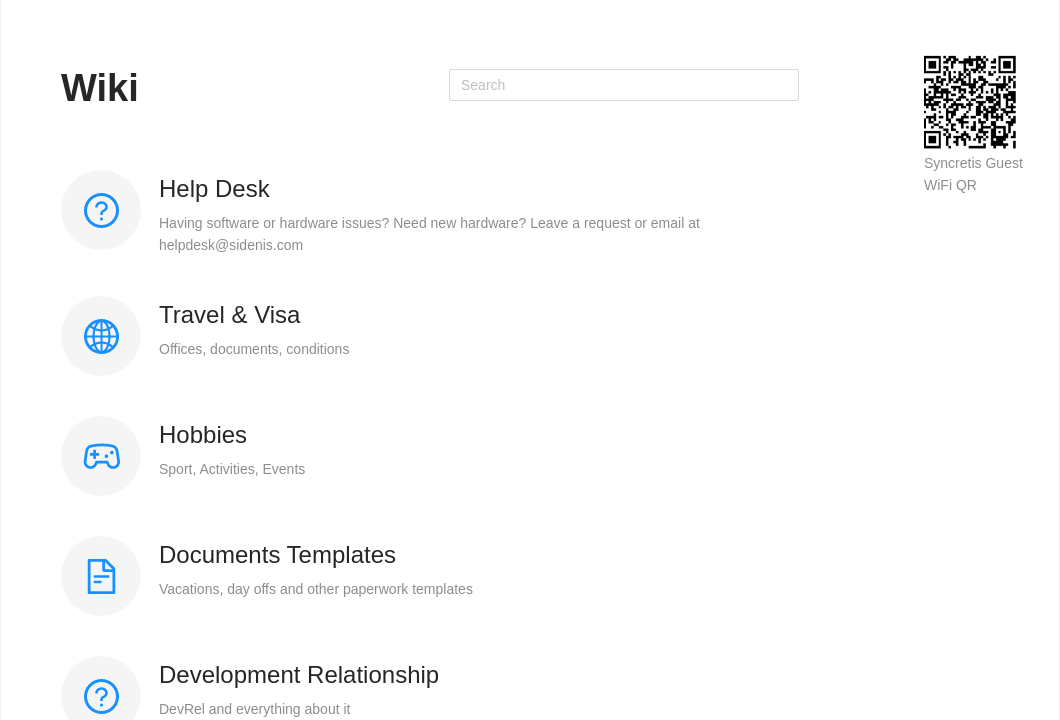 Wiki
Search
Syncretis Guest
WiFi QR
Help Desk
Having software or hardware issues? Need new hardware? Leave a request or email at
helpdesk@sidenis.com
Travel & Visa
Offices, documents, conditions
Hobbies
Sport, Activities, Events
Documents Templates
Vacations, day offs and other paperwork templates
Development Relationship
DevRel and everything about it